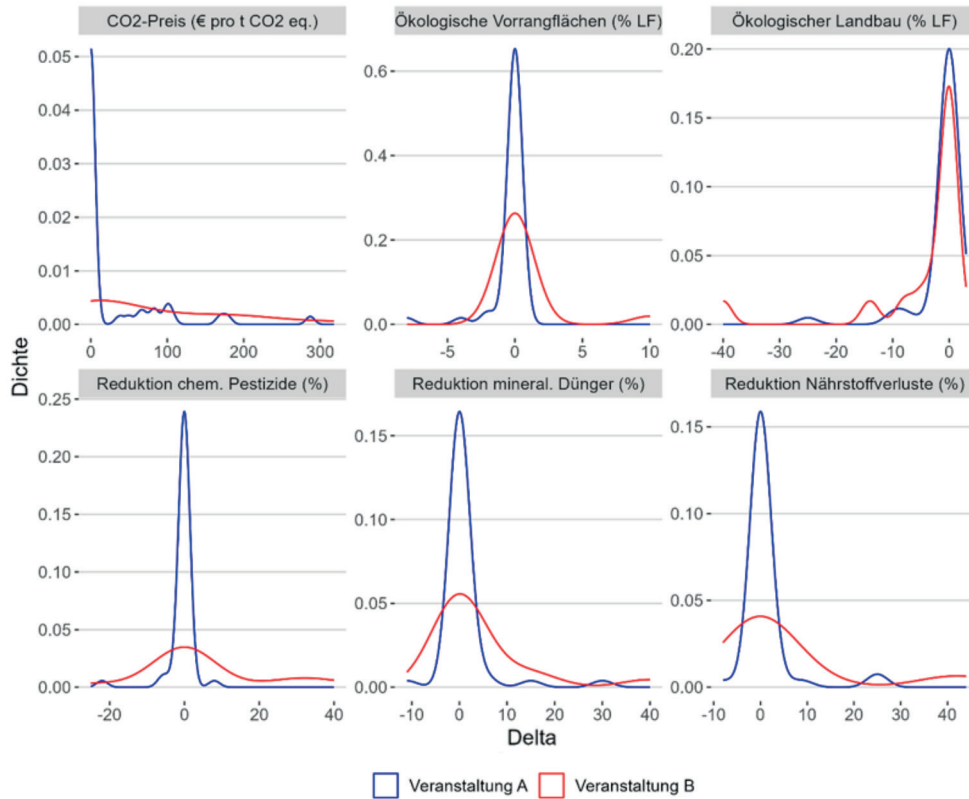 CO2-Preis (€ pro t CO2 eq.)
Ökologische Vorrangflächen (% LF)
Ökologischer Landbau (% LF)
0.05
0.04
0.03
0.02
0.01
0.00
0.6
0.4
0.2
0.0
0.20
0.15
0.10
0.05
0.00
0 100 200 300
-5 0 5 10
-40 -30 -20 -10 0
Dichte
Reduktion chem. Pestizide (%)
Reduktion mineral. Dünger (%)
Reduktion Nährstoffverluste (%)
0.25
0.20
0.15
0.10
0.05
0.00
0.15
0.10
0.05
0.00
0.15
0.10
0.05
0.00
-20 0 20 40
-10 0 10 20 30 40
-10 0 10 20 30 40
Delta
Veranstaltung A
Veranstaltung B